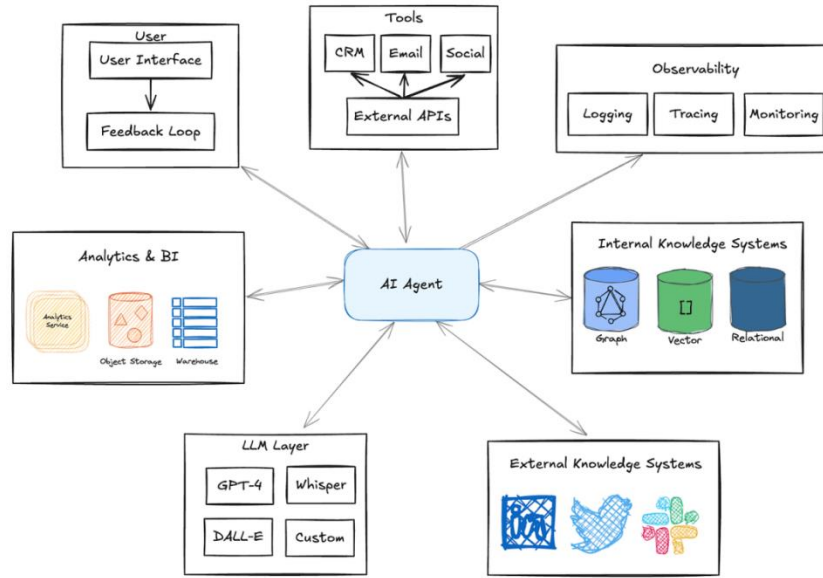 User
User Interface
Feedback Loop
Tools
CRM
Email
Social
External APIs
Observability
Logging
Tracing
Monitoring
Analytics & BI
Analytics
Service
Object Storage
Warehouse
AI Agent
Internal Knowledge Systems
[]
Graph
Vector
Relational
LLM Layer
GPT-4
Whisper
DALL-E
Custom
External Knowledge Systems
in